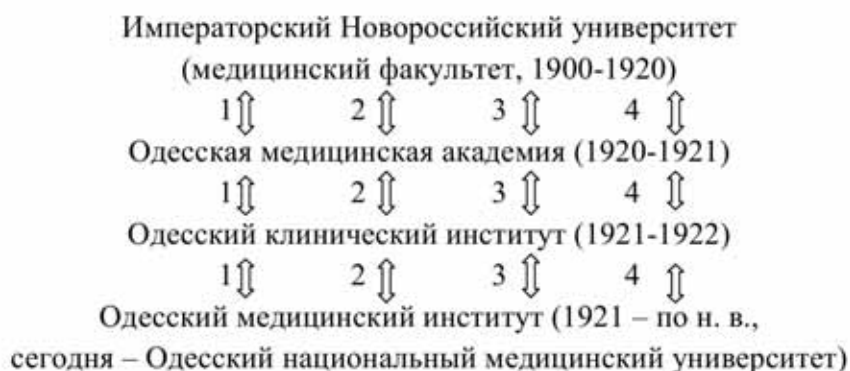 Императорский Новороссийский университет
(медицинский факультет, 1900-1920)
1⇕ 2⇕ 3⇕ 4⇕
Одесская медицинская академия (1920-1921)
1⇕ 2⇕ 3⇕ 4⇕
Одесский клинический институт (1921-1922)
1⇕ 2⇕ 3⇕ 4⇕
Одесский медицинский институт (1921 – по н. в.,
сегодня – Одесский национальный медицинский университет)